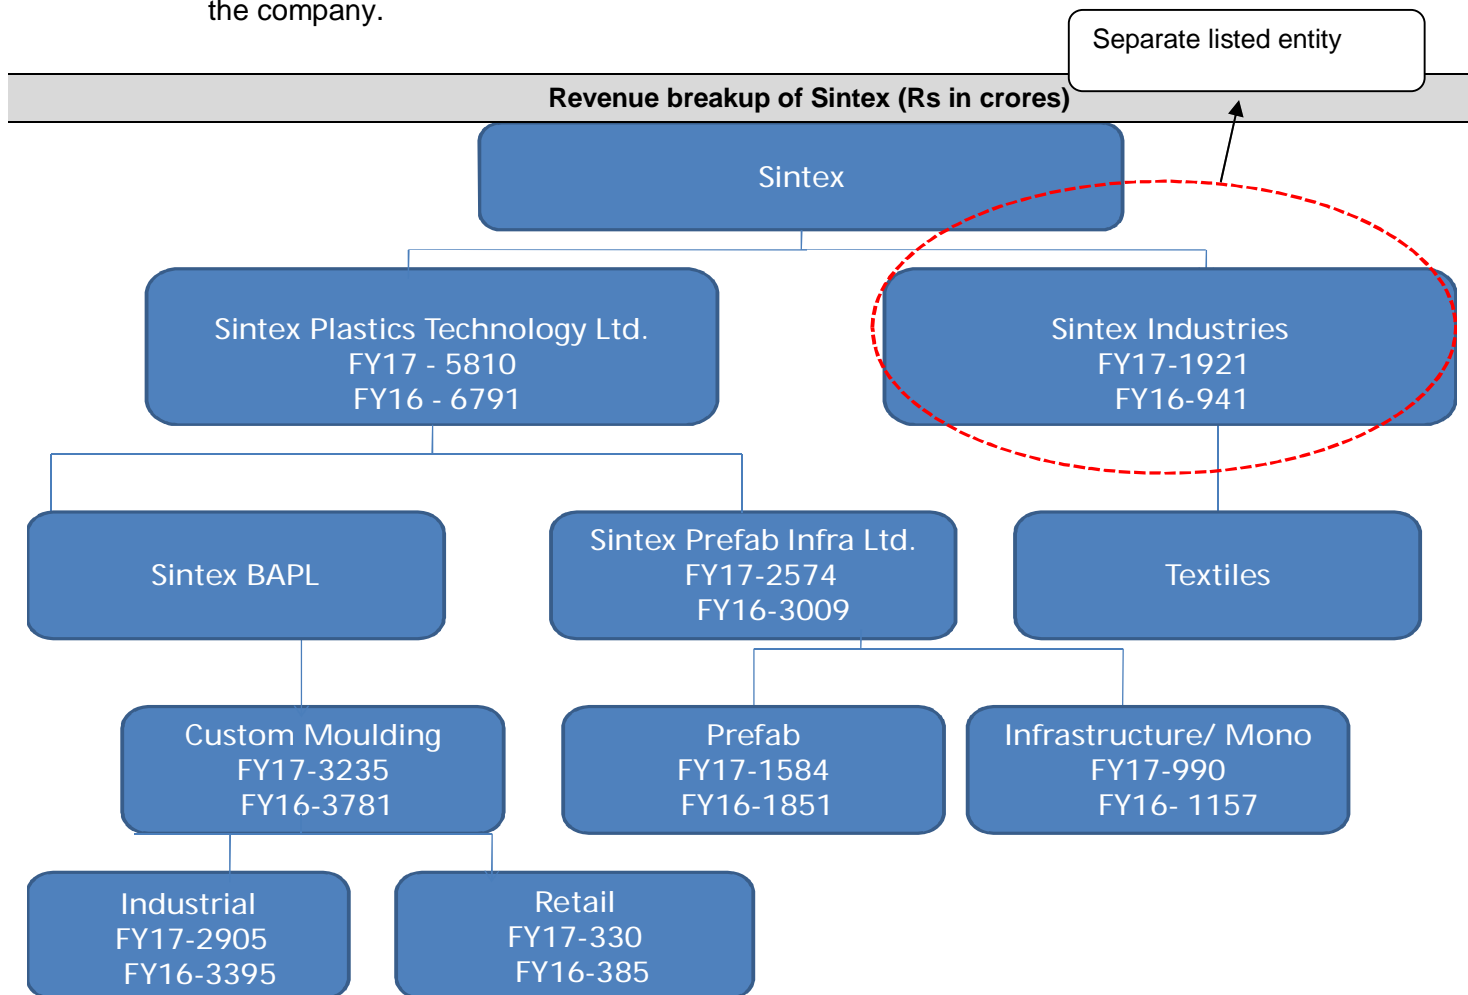 the company.
Separate listed entity
Revenue breakup of Sintex (Rs in crores)
Sintex
Sintex Plastics Technology Ltd.
FY17 - 5810
FY16 - 6791
Sintex Industries
FY17-1921
FY16-941
Sintex BAPL
Sintex Prefab Infra Ltd.
FY17-2574
FY16-3009
Textiles
Custom Moulding
FY17-3235
FY16-3781
Prefab
FY17-1584
FY16-1851
Infrastructure/ Mono
FY17-990
FY16- 1157
Industrial
FY17-2905
FY16-3395
Retail
FY17-330
FY16-385